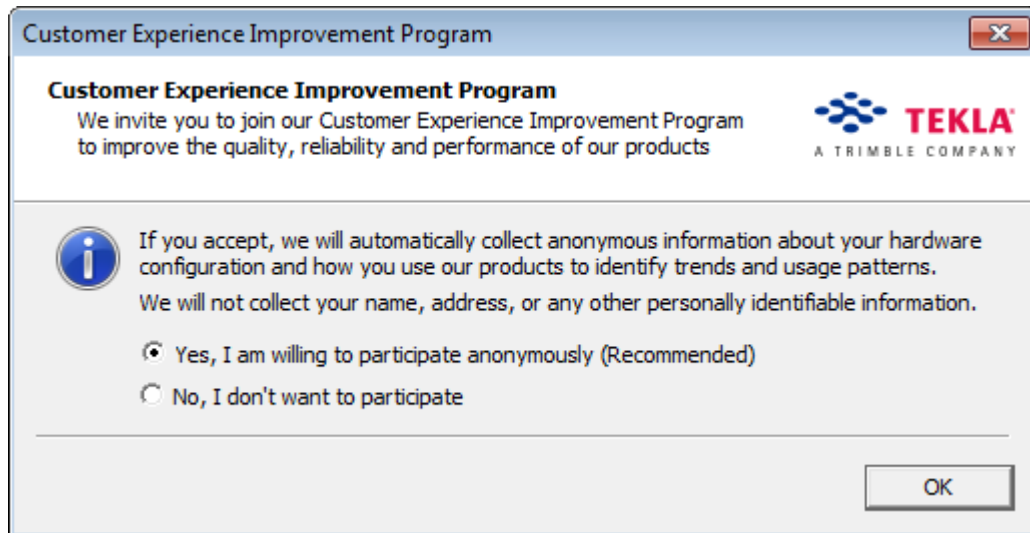 Customer Experience Improvement Program
Customer Experience Improvement Program
We invite you to join our Customer Experience Improvement Program
to improve the quality, reliability and performance of our products
TEKLA
A TRIMBLE COMPANY
If you accept, we will automatically collect anonymous information about your hardware
configuration and how you use our products to identify trends and usage patterns.
We will not collect your name, address, or any other personally identifiable information.
Yes, I am willing to participate anonymously (Recommended)
No, I don't want to participate
OK